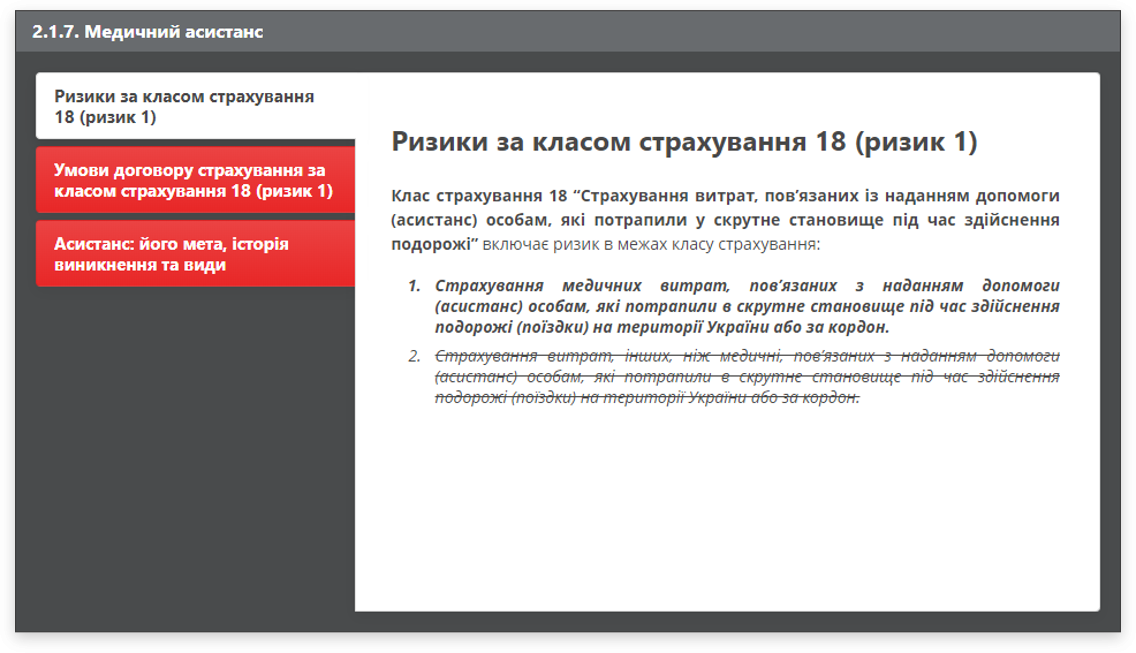 2.1.7. Медичний асистанс
Ризики за класом страхування
18 (ризик 1)
Умови договору страхування за
класом страхування 18 (ризик 1)
Асистанс: його мета, історія
виникнення та види
Ризики за класом страхування 18 (ризик 1)
Клас страхування 18 “Страхування витрат, пов’язаних із наданням допомоги
(асистанс) особам, які потрапили у скрутне становище під час здійснення
подорожі” включає ризик в межах класу страхування:
1. Страхування медичних витрат, пов’язаних з наданням допомоги
(асистанс) особам, які потрапили в скрутне становище під час здійснення
подорожі (поїздки) на території України або за кордон.
2. Страхування витрат, інших, ніж медичні, пов’язаних з наданням допомоги
(асистанс) особам, які потрапили в скрутне становище під час здійснення
подорожі (поїздки) на території України або за кордон.